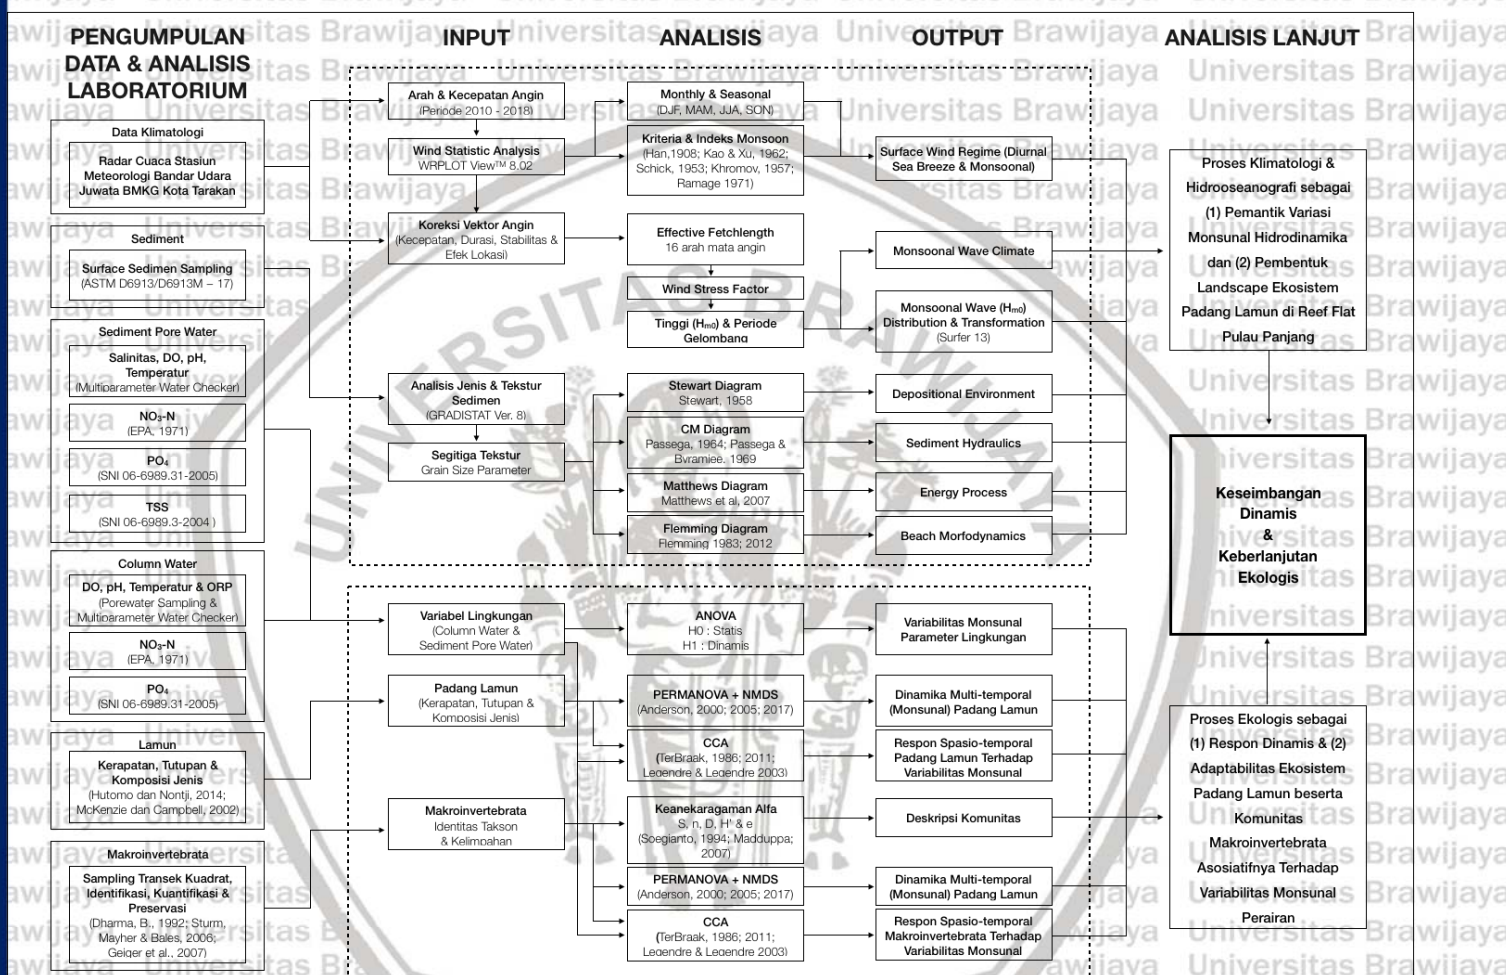 PENGUMPULAN
DATA & ANALISIS
LABORATORIUM
Data Klimatologi
Radar Cuaca Stasiun
Meteorologi Bandar Udara
Juwata BMKG Kota Tarakan
Sediment
Surface Sedimen Sampling
(ASTM D6913/D6913M – 17)
Sediment Pore Water
Salinitas, DO, pH,
Temperatur
(Multiparameter Water Checker)
NO₃-N
(EPA, 1971)
PO₄
(SNI 06-6989.31-2005)
TSS
(SNI 06-6989.3-2004 )
Column Water
DO, pH, Temperatur & ORP
(Porewater Sampling &
Multiparameter Water Checker)
NO₃-N
(EPA, 1971)
PO₄
(SNI 06-6989.31-2005)
Lamun
Kerapatan, Tutupan &
Komposisi Jenis
(Hutomo dan Nontji, 2014;
McKenzie dan Campbell, 2002)
Makroinvertebrata
Sampling Transek Kuadrat,
Identifikasi, Kuantifikasi &
Preservasi
(Dharma, B., 1992; Sturm,
Mayher & Bales, 2006;
Geiger et al., 2007)
INPUT
Arah & Kecepatan Angin
(Periode 2010 - 2018)
Wind Statistic Analysis
WRPLOT View™ 8.02
Koreksi Vektor Angin
(Kecepatan, Durasi, Stabilitas &
Efek Lokasi)
Analisis Jenis & Tekstur
Sedimen
(GRADISTAT Ver. 8)
Segitiga Tekstur
Grain Size Parameter
Variabel Lingkungan
(Column Water &
Sediment Pore Water)
Padang Lamun
(Kerapatan, Tutupan &
Komposisi Jenis)
Makroinvertebrata
Identitas Takson
& Kelimpahan
ANALISIS
Monthly & Seasonal
(DJF, MAM, JJA, SON)
Kriteria & Indeks Monsoon
(Han,1908; Kao & Xu, 1962;
Schick, 1953; Khromov, 1957;
Ramage 1971)
Effective Fetchlength
16 arah mata angin
Wind Stress Factor
Tinggi (Hₘ₀) & Periode
Gelombang
Stewart Diagram
Stewart, 1958
CM Diagram
Passega, 1964; Passega &
Byramjee. 1969
Matthews Diagram
Matthews et al, 2007
Flemming Diagram
Flemming 1983; 2012
ANOVA
H0 : Statis
H1 : Dinamis
PERMANOVA + NMDS
(Anderson, 2000; 2005; 2017)
CCA
(TerBraak, 1986; 2011;
Legendre & Legendre 2003)
Keanekaragaman Alfa
S, n, D, H' & e
(Soegianto, 1994; Madduppa;
2007)
PERMANOVA + NMDS
(Anderson, 2000; 2005; 2017)
CCA
(TerBraak, 1986; 2011;
Legendre & Legendre 2003)
OUTPUT
Surface Wind Regime (Diurnal
Sea Breeze & Monsoonal)
Monsoonal Wave Climate
Monsoonal Wave (Hₘ₀)
Distribution & Transformation
(Surfer 13)
Depositional Environment
Sediment Hydraulics
Energy Process
Beach Morfodynamics
Variabilitas Monsunal
Parameter Lingkungan
Dinamika Multi-temporal
(Monsunal) Padang Lamun
Respon Spasio-temporal
Padang Lamun Terhadap
Variabilitas Monsunal
Deskripsi Komunitas
Dinamika Multi-temporal
(Monsunal) Padang Lamun
Respon Spasio-temporal
Makroinvertebrata Terhadap
Variabilitas Monsunal
ANALISIS LANJUT
Proses Klimatologi &
Hidrooseanografi sebagai
(1) Pemantik Variasi
Monsunal Hidrodinamika
dan (2) Pembentuk
Landscape Ekosistem
Padang Lamun di Reef Flat
Pulau Panjang
Keseimbangan
Dinamis
&
Keberlanjutan
Ekologis
Proses Ekologis sebagai
(1) Respon Dinamis & (2)
Adaptabilitas Ekosistem
Padang Lamun beserta
Komunitas
Makroinvertebrata
Asosiatifnya Terhadap
Variabilitas Monsunal
Perairan
UNIVERSITAS BRAWIJAYA